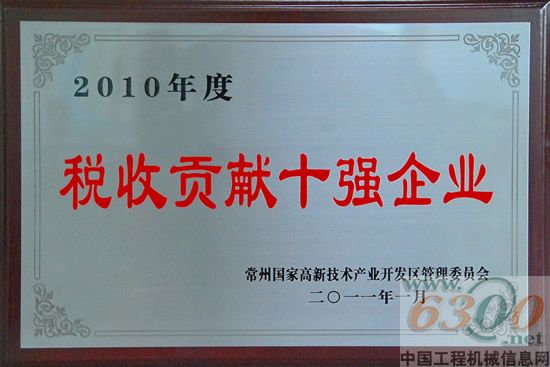 2010年度
税收贡献十强企业
常州国家高新技术产业开发区管理委员会
二〇一一年一月
www.6300.net
中国工程机械信息网